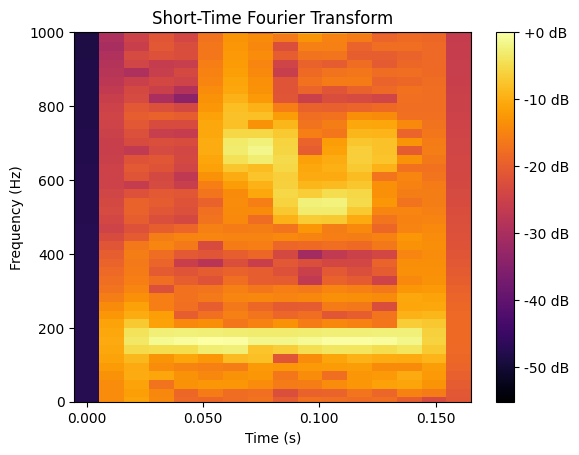 Short-Time Fourier Transform
1000
800
600
400
200
0
Frequency (Hz)
0.000
0.050
0.100
0.150
Time (s)
+0 dB
-10 dB
-20 dB
-30 dB
-40 dB
-50 dB